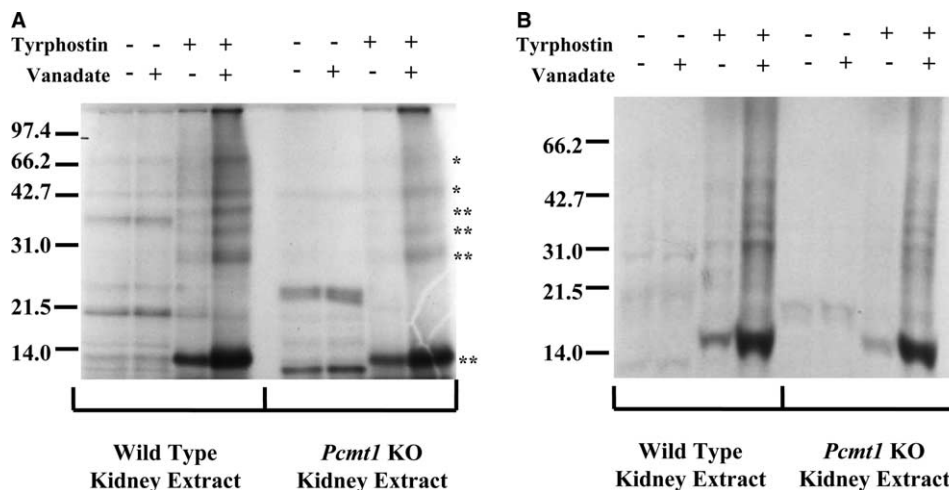 A
Tyrphostin - - + + - - + +
Vanadate - + - + - + - +
97.4
66.2
42.7
31.0
21.5
14.0
*
*
**
**
**
**
Wild Type
Kidney Extract
Pcmt1 KO
Kidney Extract
B
Tyrphostin - - + + - - + +
Vanadate - + - + - + - +
66.2
42.7
31.0
21.5
14.0
Wild Type
Kidney Extract
Pcmt1 KO
Kidney Extract